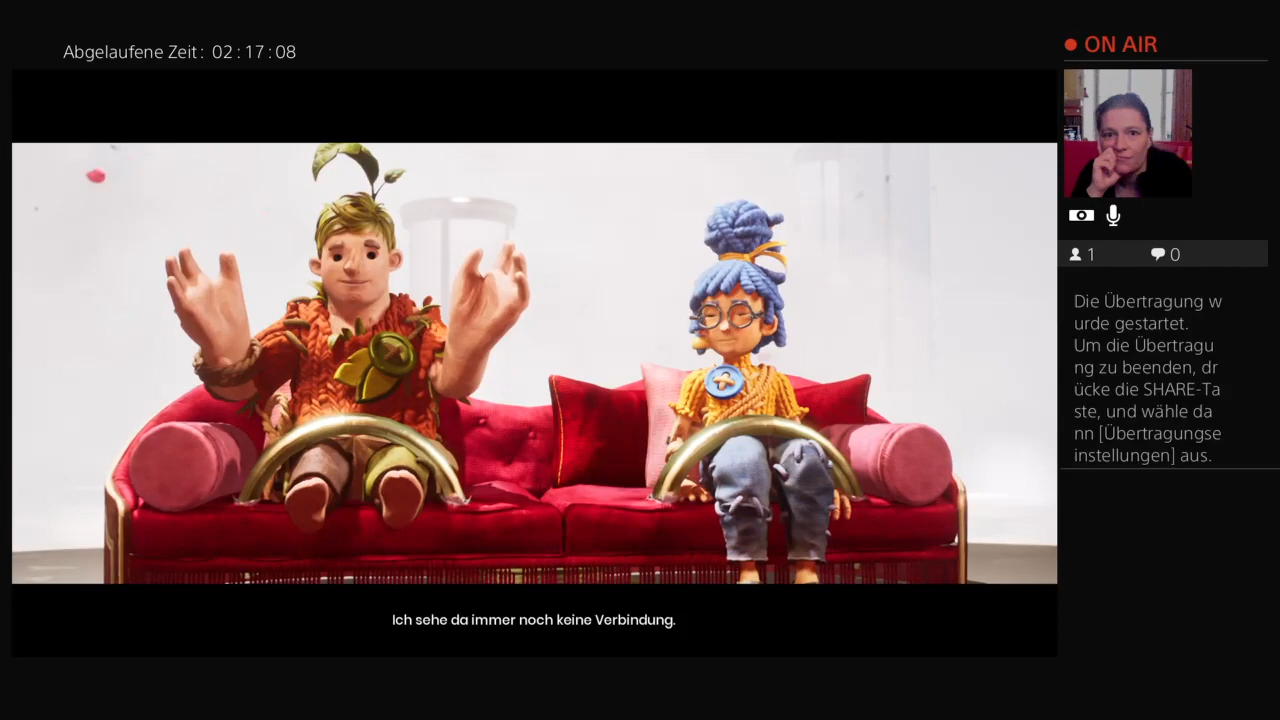 Abgelaufene Zeit: 02:17:08
ON AIR
1 0
Die Übertragung w
urde gestartet.
Um die Übertragu
ng zu beenden, dr
ücke die SHARE-Ta
ste, und wähle da
nn [Übertragungse
instellungen] aus.
Ich sehe da immer noch keine Verbindung.